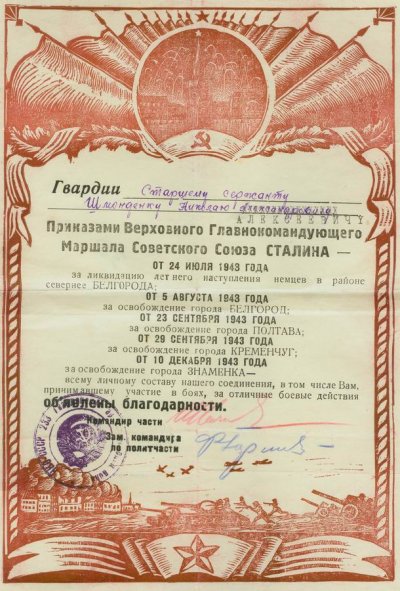 Гвардии Старшему сержанту
Шмонденку Николаю
АЛЕКСЕЕВИЧУ
Приказами Верховного Главнокомандующего
Маршала Советского Союза СТАЛИНА —
ОТ 24 ИЮЛЯ 1943 ГОДА
за ликвидацию летнего наступления немцев в районе
севернее БЕЛГОРОДА;
ОТ 5 АВГУСТА 1943 ГОДА
за освобождение города БЕЛГОРОД;
ОТ 23 СЕНТЯБРЯ 1943 ГОДА
за освобождение города ПОЛТАВА;
ОТ 29 СЕНТЯБРЯ 1943 ГОДА
за освобождение города КРЕМЕНЧУГ;
ОТ 10 ДЕКАБРЯ 1943 ГОДА
за освобождение города ЗНАМЕНКА—
всему личному составу нашего соединения, в том числе Вам,
принимавшему участие в боях, за отличные боевые действия
объявлены благодарности.
Командир части
Зам. командира
по политчасти